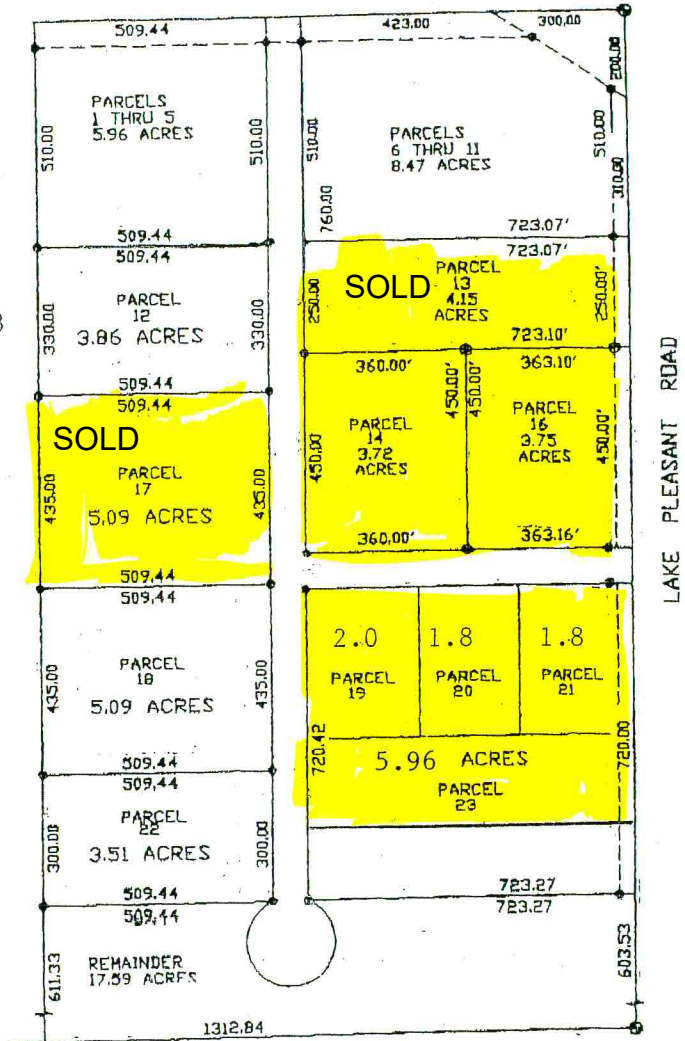 509.44
423.00
300.00
200.00
PARCELS
1 THRU 5
5.96 ACRES
510.00
510.00
510.00
760.00
PARCELS
6 THRU 11
8.47 ACRES
510.00
310.00
723.07'
723.07'
509.44
509.44
PARCEL
12
3.86 ACRES
330.00
330.00
SOLD
PARCEL
13
4.15
ACRES
250.00
250.00'
723.10'
509.44
509.44
SOLD
PARCEL
17
5.09 ACRES
435.00
435.00
360.00'
363.10'
PARCEL
14
3.72
ACRES
450.00
450.00'
450.00'
PARCEL
16
3.75
ACRES
450.00'
360.00'
363.16'
LAKE PLEASANT ROAD
509.44
509.44
PARCEL
18
5.09 ACRES
435.00
435.00
2.0
PARCEL
19
1.8
PARCEL
20
1.8
PARCEL
21
720.42
720.00
5.96 ACRES
PARCEL
23
509.44
509.44
PARCEL
22
3.51 ACRES
300.00
300.00
509.44
509.44
723.27
723.27
REMAINDER
17.59 ACRES
611.33
603.53
1312.84